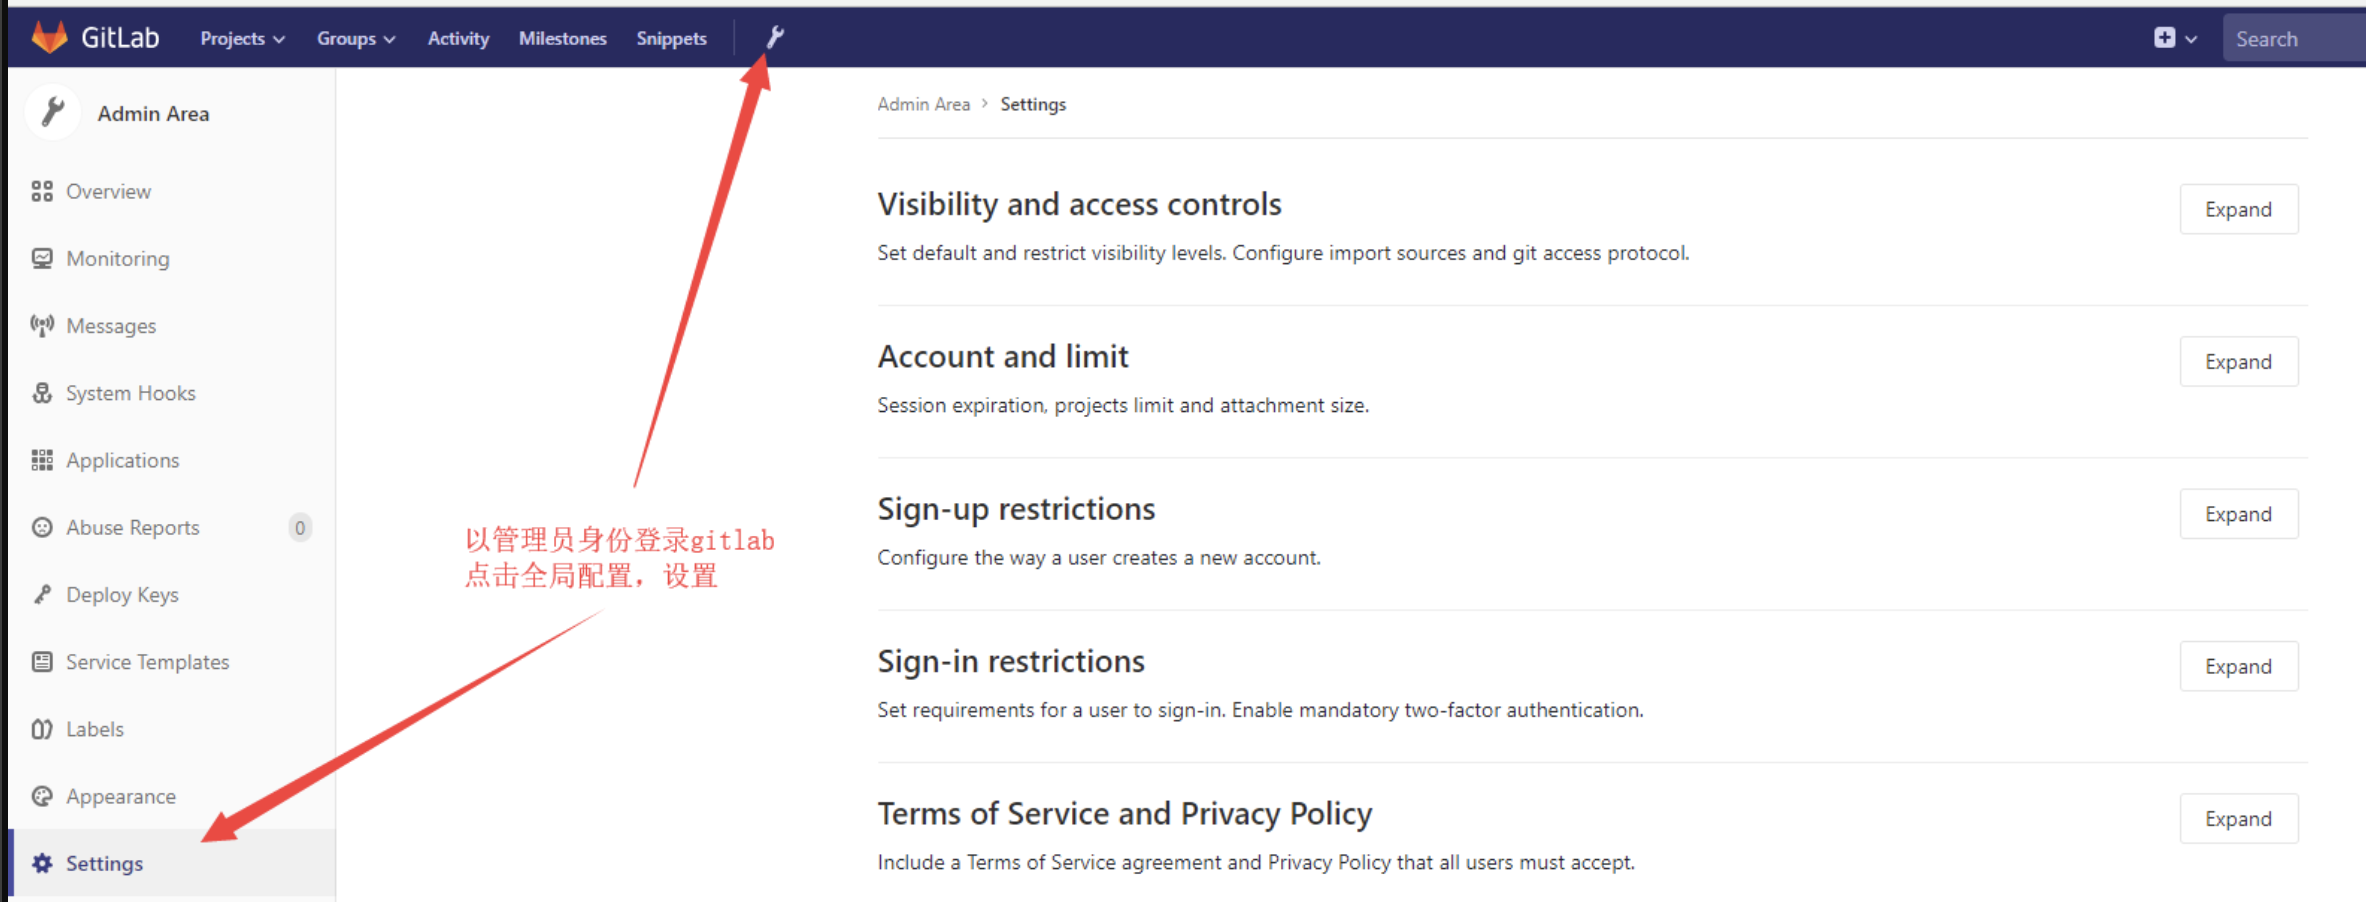 GitLab Projects Groups Activity Milestones Snippets Search
Admin Area
Overview
Monitoring
Messages
System Hooks
Applications
Abuse Reports 0
Deploy Keys
Service Templates
Labels
Appearance
Settings
以管理员身份登录gitlab
点击全局配置，设置
Admin Area > Settings
Visibility and access controls
Expand
Set default and restrict visibility levels. Configure import sources and git access protocol.
Account and limit
Expand
Session expiration, projects limit and attachment size.
Sign-up restrictions
Expand
Configure the way a user creates a new account.
Sign-in restrictions
Expand
Set requirements for a user to sign-in. Enable mandatory two-factor authentication.
Terms of Service and Privacy Policy
Expand
Include a Terms of Service agreement and Privacy Policy that all users must accept.